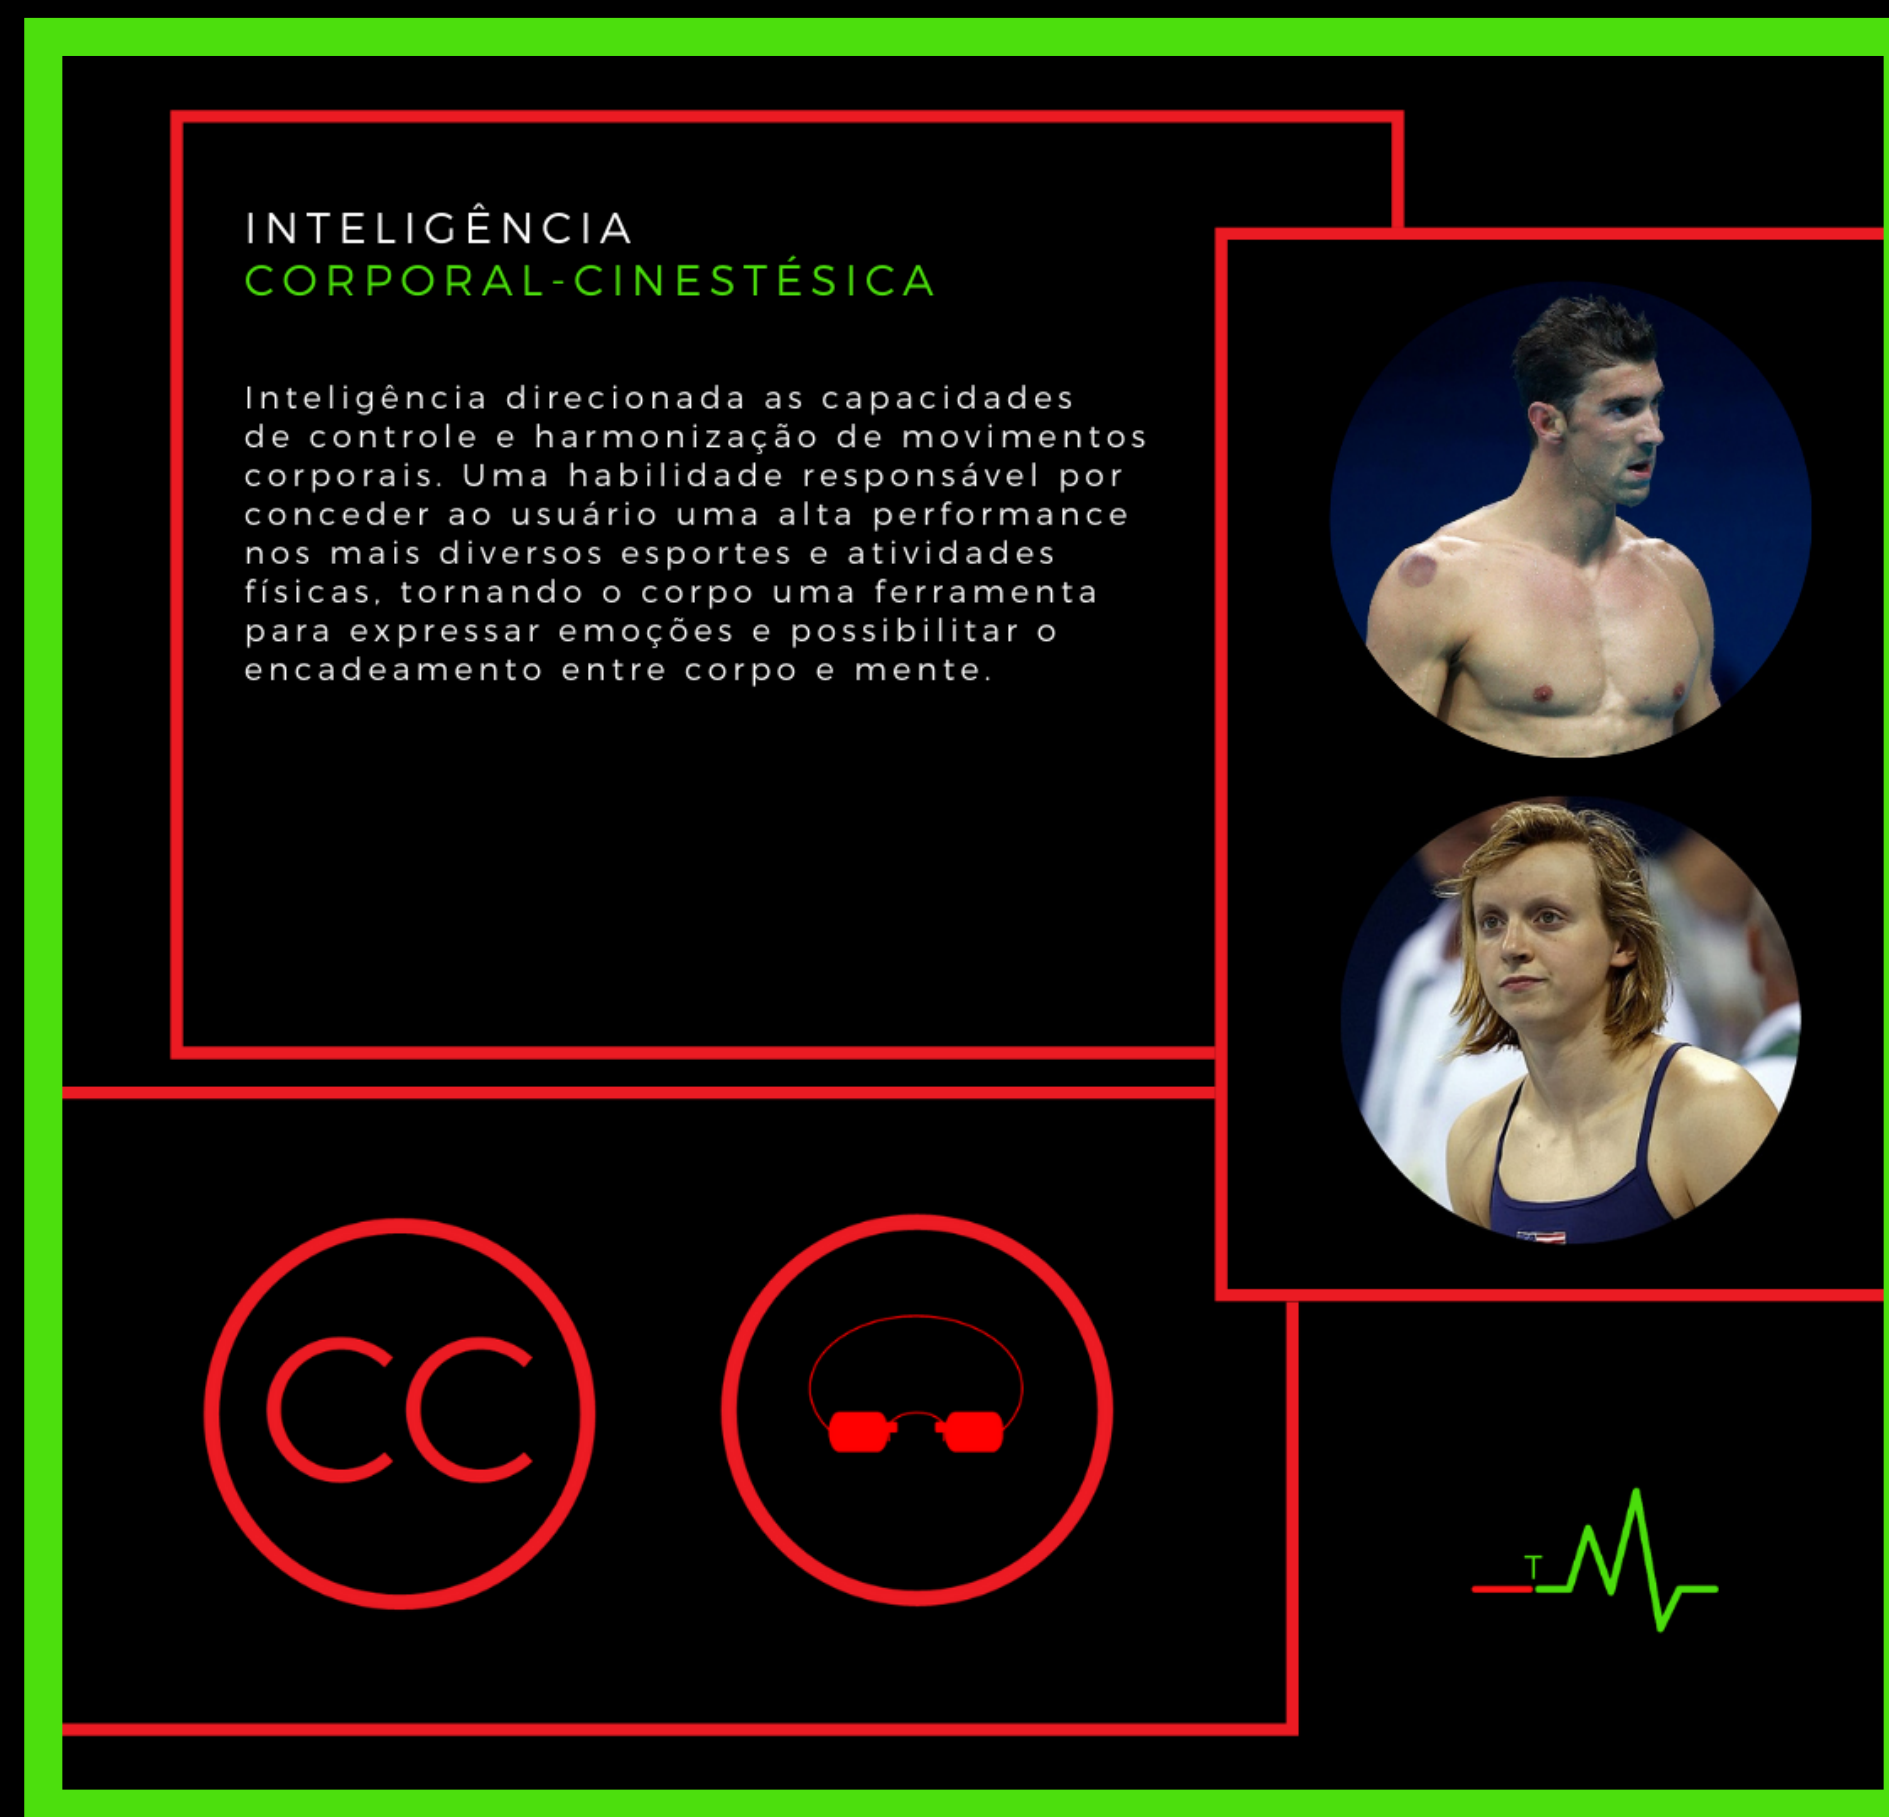 INTELIGÊNCIA
CORPORAL-CINESTÉSICA
Inteligência direcionada as capacidades
de controle e harmonização de movimentos
corporais. Uma habilidade responsável por
conceder ao usuário uma alta performance
nos mais diversos esportes e atividades
físicas, tornando o corpo uma ferramenta
para expressar emoções e possibilitar o
encadeamento entre corpo e mente.
CC
T